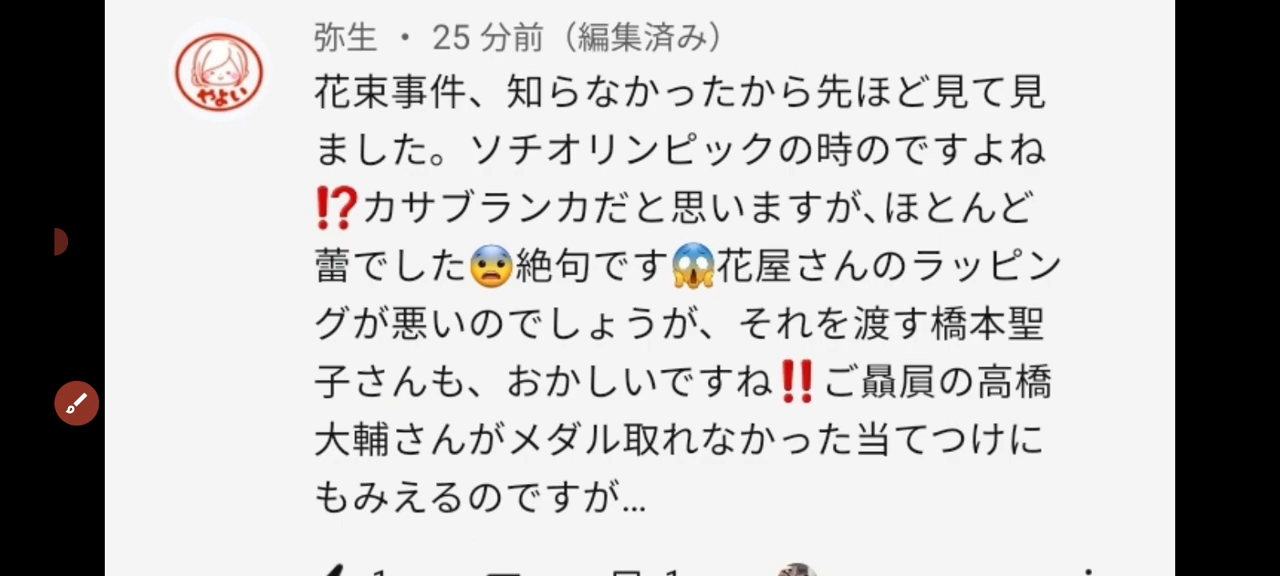 弥生 ・ 25 分前（編集済み）
やよい
花束事件、知らなかったから先ほど見て見
ました。ソチオリンピックの時のですよね
⁉️カサブランカだと思いますが､ほとんど
蕾でした😨絶句です😱花屋さんのラッピン
グが悪いのでしょうが、それを渡す橋本聖
子さんも、おかしいですね‼️ご贔屓の高橋
大輔さんがメダル取れなかった当てつけに
もみえるのですが...